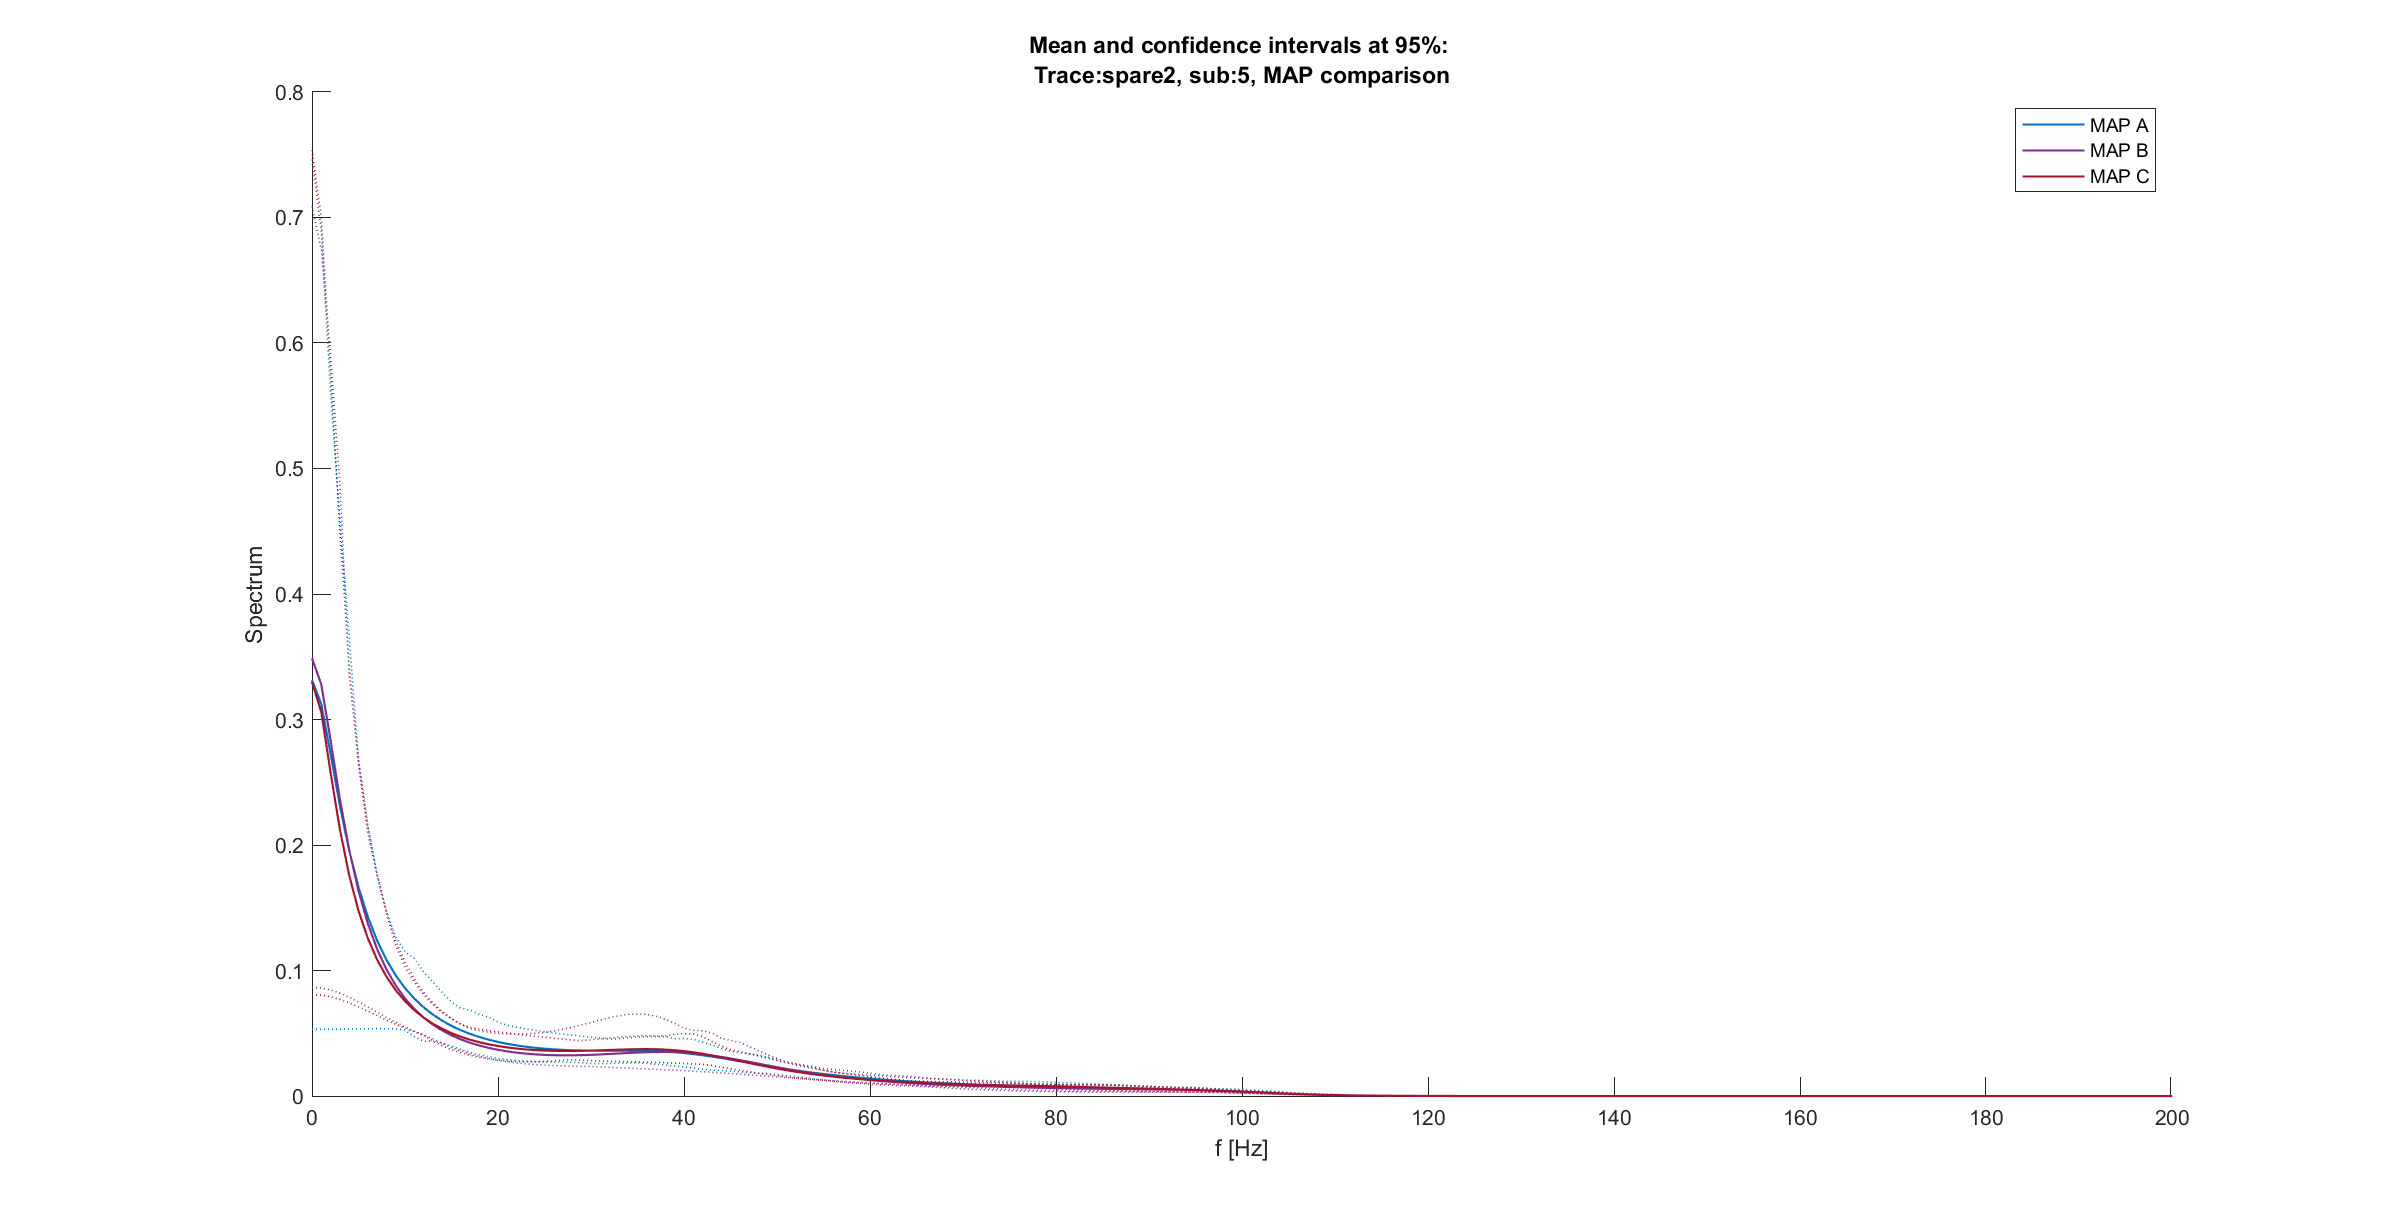 Mean and confidence intervals at 95%:
Trace:spare2, sub:5, MAP comparison
MAP A
MAP B
MAP C
Spectrum
0.8
0.7
0.6
0.5
0.4
0.3
0.2
0.1
0
0 20 40 60 80 100 120 140 160 180 200
f [Hz]